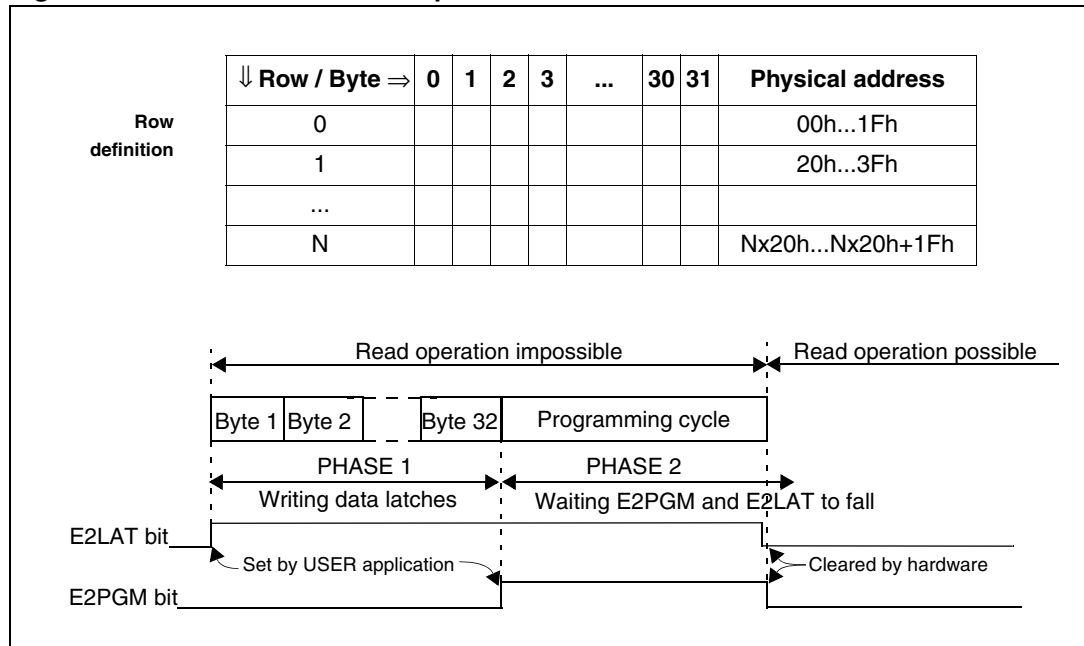 ⇓ Row / Byte ⇒ 0 1 2 3 ... 30 31 Physical address
Row definition
0 00h...1Fh
1 20h...3Fh
...
N Nx20h...Nx20h+1Fh
Read operation impossible
Read operation possible
Byte 1 Byte 2 Byte 32 Programming cycle
PHASE 1 PHASE 2
Writing data latches Waiting E2PGM and E2LAT to fall
E2LAT bit
Set by USER application Cleared by hardware
E2PGM bit